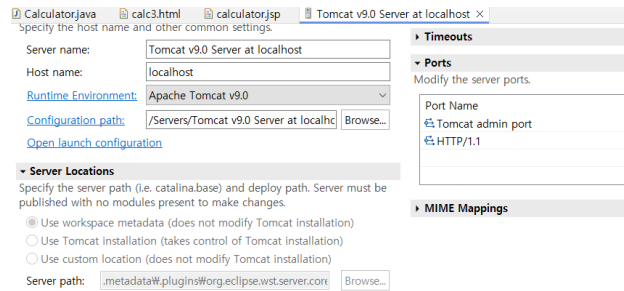 Calculator.java
calc3.html
calculator.jsp
Tomcat v9.0 Server at localhost
Specify the host name and other common settings.
Server name:
Tomcat v9.0 Server at localhost
Host name:
localhost
Runtime Environment:
Apache Tomcat v9.0
Configuration path:
/Servers/Tomcat v9.0 Server at localhc
Browse...
Open launch configuration
Server Locations
Specify the server path (i.e. catalina.base) and deploy path. Server must be
published with no modules present to make changes.
Use workspace metadata (does not modify Tomcat installation)
Use Tomcat installation (takes control of Tomcat installation)
Use custom location (does not modify Tomcat installation)
Server path:
.metadata₩.plugins₩org.eclipse.wst.server.core
Browse...
Timeouts
Ports
Modify the server ports.
Port Name
Tomcat admin port
HTTP/1.1
MIME Mappings